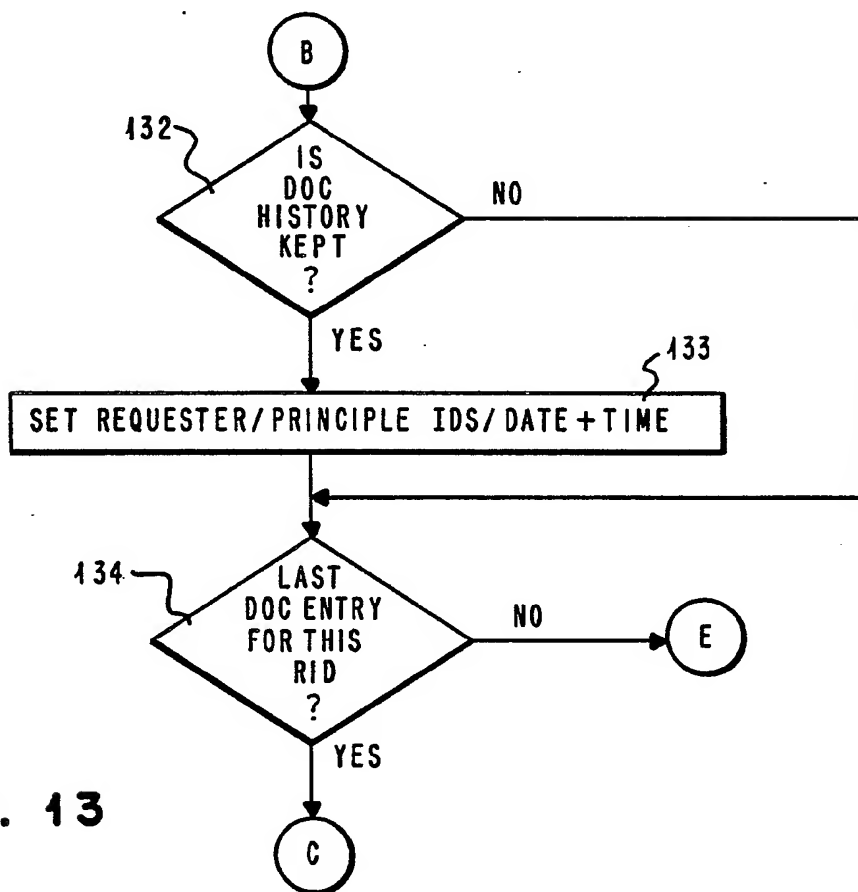 B
132
IS
DOC
HISTORY
KEPT
?
NO
YES
133
SET REQUESTER/PRINCIPLE IDS/DATE+TIME
134
LAST
DOC ENTRY
FOR THIS
RID
?
NO
E
YES
. 13
C